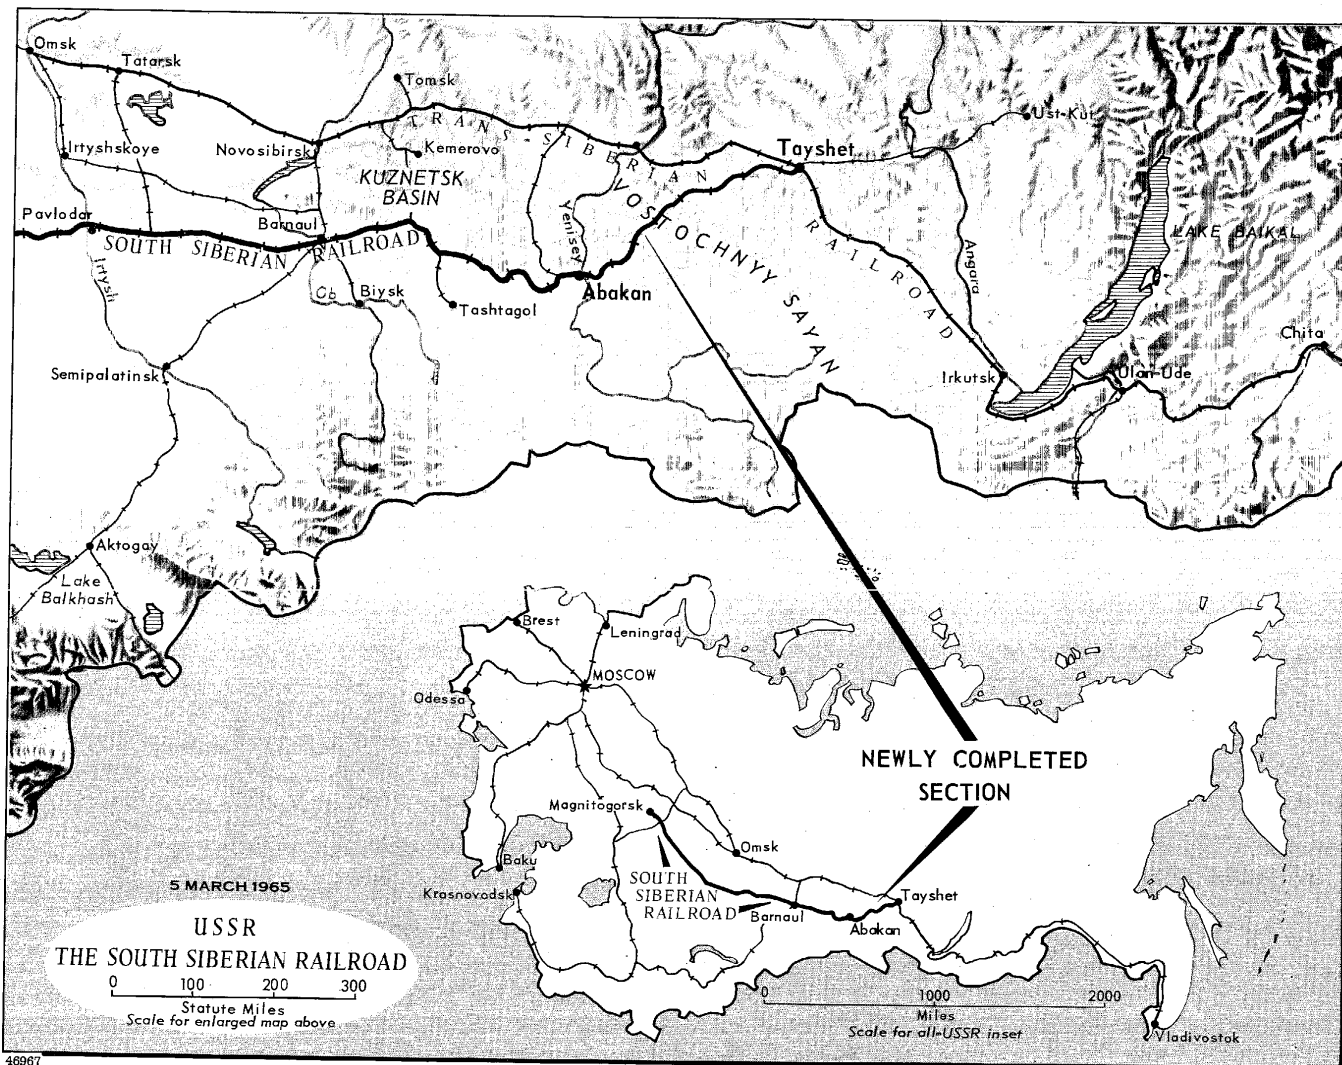 Omsk
Tatarsk
Tomsk
Ust-Kut
TRANS-SIBERIAN
RAILROAD
Irtyshskoye
Novosibirsk
Kemerovo
Tayshet
KUZNETSK
BASIN
Pavlodar
Barnaul
SOUTH SIBERIAN RAILROAD
Yenisey
VOSTOCHNYY SAYAN
Angara
LAKE BAIKAL
Irtysh
Ob
Biysk
Tashtagol
Abakan
Chita
Semipalatinsk
Irkutsk
Ulan-Ude
Aktogay
Lake
Balkhash
Brest
Leningrad
MOSCOW
Odessa
NEWLY COMPLETED
SECTION
Magnitogorsk
Omsk
Baku
Krasnovodsk
SOUTH
SIBERIAN
RAILROAD
Tayshet
Barnaul
Abakan
5 MARCH 1965
USSR
THE SOUTH SIBERIAN RAILROAD
0 100 200 300
Statute Miles
Scale for enlarged map above
0 1000 2000
Miles
Scale for all-USSR inset
Vladivostok
46967